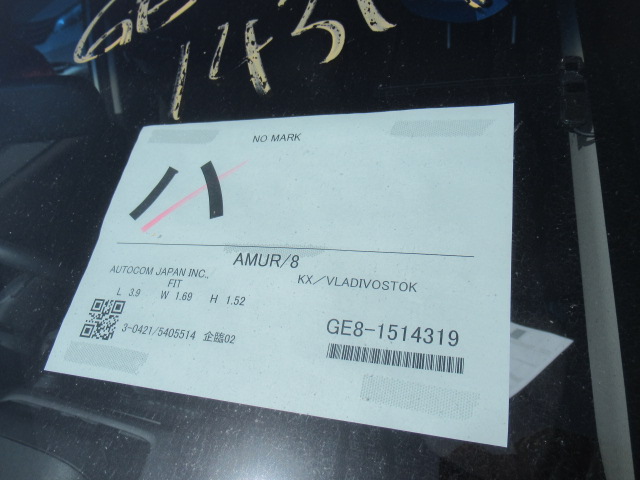 NO MARK
ハ
AMUR/8
AUTOCOM JAPAN INC.,
KX/VLADIVOSTOK
FIT
L 3.9 W 1.69 H 1.52
3-0421/5405514 企臨02
GE8-1514319